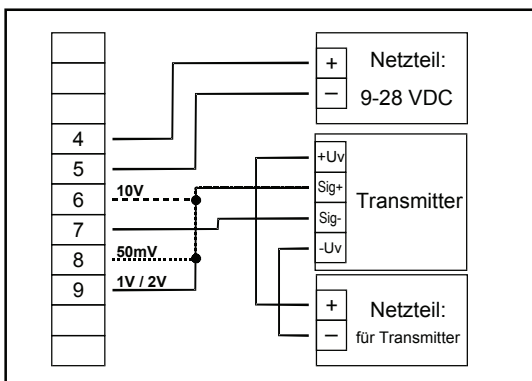 4
5
6
7
8
9
10V
50mV
1V / 2V
+
–
Netzteil:
9-28 VDC
+Uv
Sig+
Sig-
-Uv
Transmitter
+
–
Netzteil:
für Transmitter